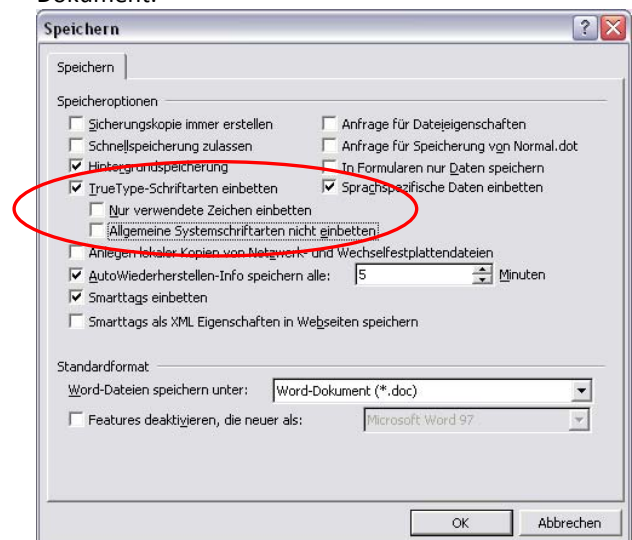 Dokument.
Speichern
Speichern
Speicheroptionen
Sicherungskopie immer erstellen
Anfrage für Dateieigenschaften
Schnellspeicherung zulassen
Anfrage für Speicherung von Normal.dot
Hintergrundspeicherung
In Formularen nur Daten speichern
TrueType-Schriftarten einbetten
Sprachspezifische Daten einbetten
Nur verwendete Zeichen einbetten
Allgemeine Systemschriftarten nicht einbetten
Anlegen lokaler Kopien von Netzwerk- und Wechselfestplattendateien
AutoWiederherstellen-Info speichern alle: 5 Minuten
Smarttags einbetten
Smarttags als XML Eigenschaften in Webseiten speichern
Standardformat
Word-Dateien speichern unter: Word-Dokument (*.doc)
Features deaktivieren, die neuer als: Microsoft Word 97
OK Abbrechen